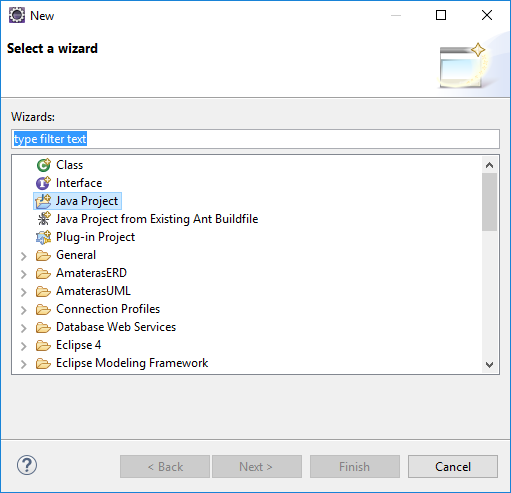 New
Select a wizard
Wizards:
type filter text
Class
Interface
Java Project
Java Project from Existing Ant Buildfile
Plug-in Project
General
AmaterasERD
AmaterasUML
Connection Profiles
Database Web Services
Eclipse 4
Eclipse Modeling Framework
< Back
Next >
Finish
Cancel